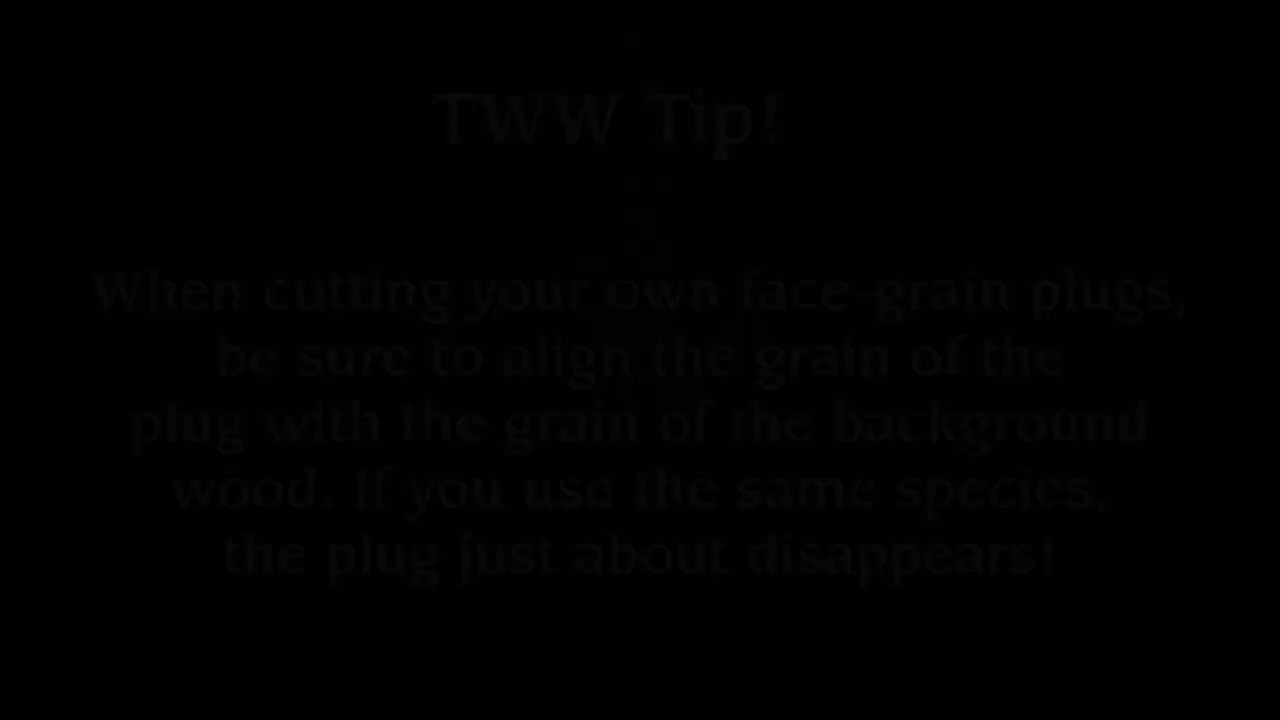 TWW Tip!
When cutting your own face-grain plugs,
be sure to align the grain of the
plug with the grain of the background
wood. If you use the same species,
the plug just about disappears!